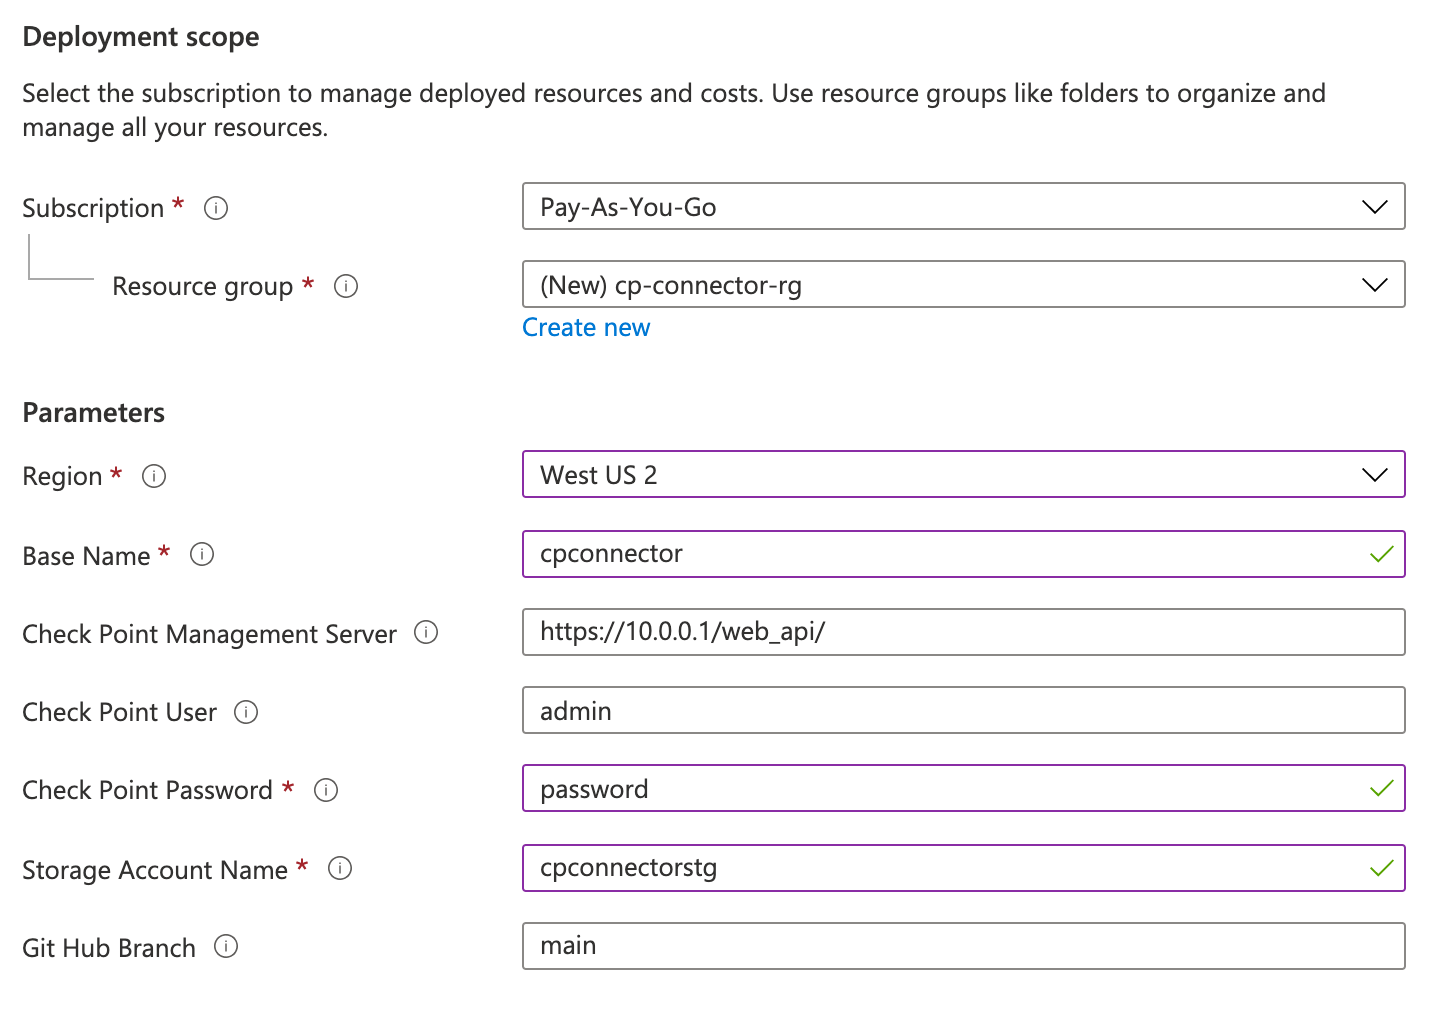 Deployment scope
Select the subscription to manage deployed resources and costs. Use resource groups like folders to organize and
manage all your resources.
Subscription *
Pay-As-You-Go
Resource group *
(New) cp-connector-rg
Create new
Parameters
Region *
West US 2
Base Name *
cpconnector
Check Point Management Server
https://10.0.0.1/web_api/
Check Point User
admin
Check Point Password *
password
Storage Account Name *
cpconnectorstg
Git Hub Branch
main